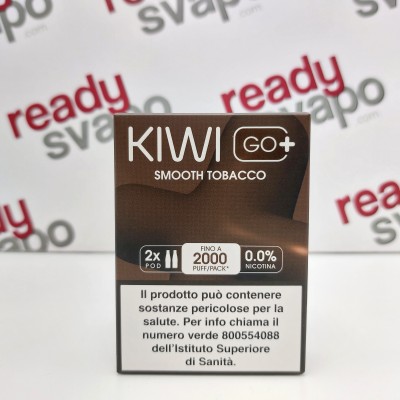 ready
svapo
ready
svapo
ready
svapo
ready
svapo
KIWI GO+
SMOOTH TOBACCO
2x
POD
FINO A
2000
PUFF/PACK*
0.0%
NICOTINA
Il prodotto può contenere
sostanze pericolose per la
salute. Per info chiama il
numero verde 800554088
dell'Istituto Superiore
di Sanità.